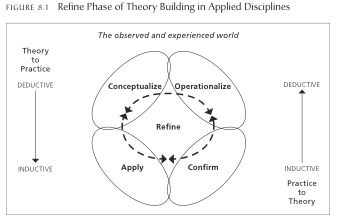 FIGURE 8.1 Refine Phase of Theory Building in Applied Disciplines
The observed and experienced world
Theory
to
Practice
DEDUCTIVE
INDUCTIVE
Conceptualize
Operationalize
Refine
Apply
Confirm
DEDUCTIVE
INDUCTIVE
Practice
to
Theory